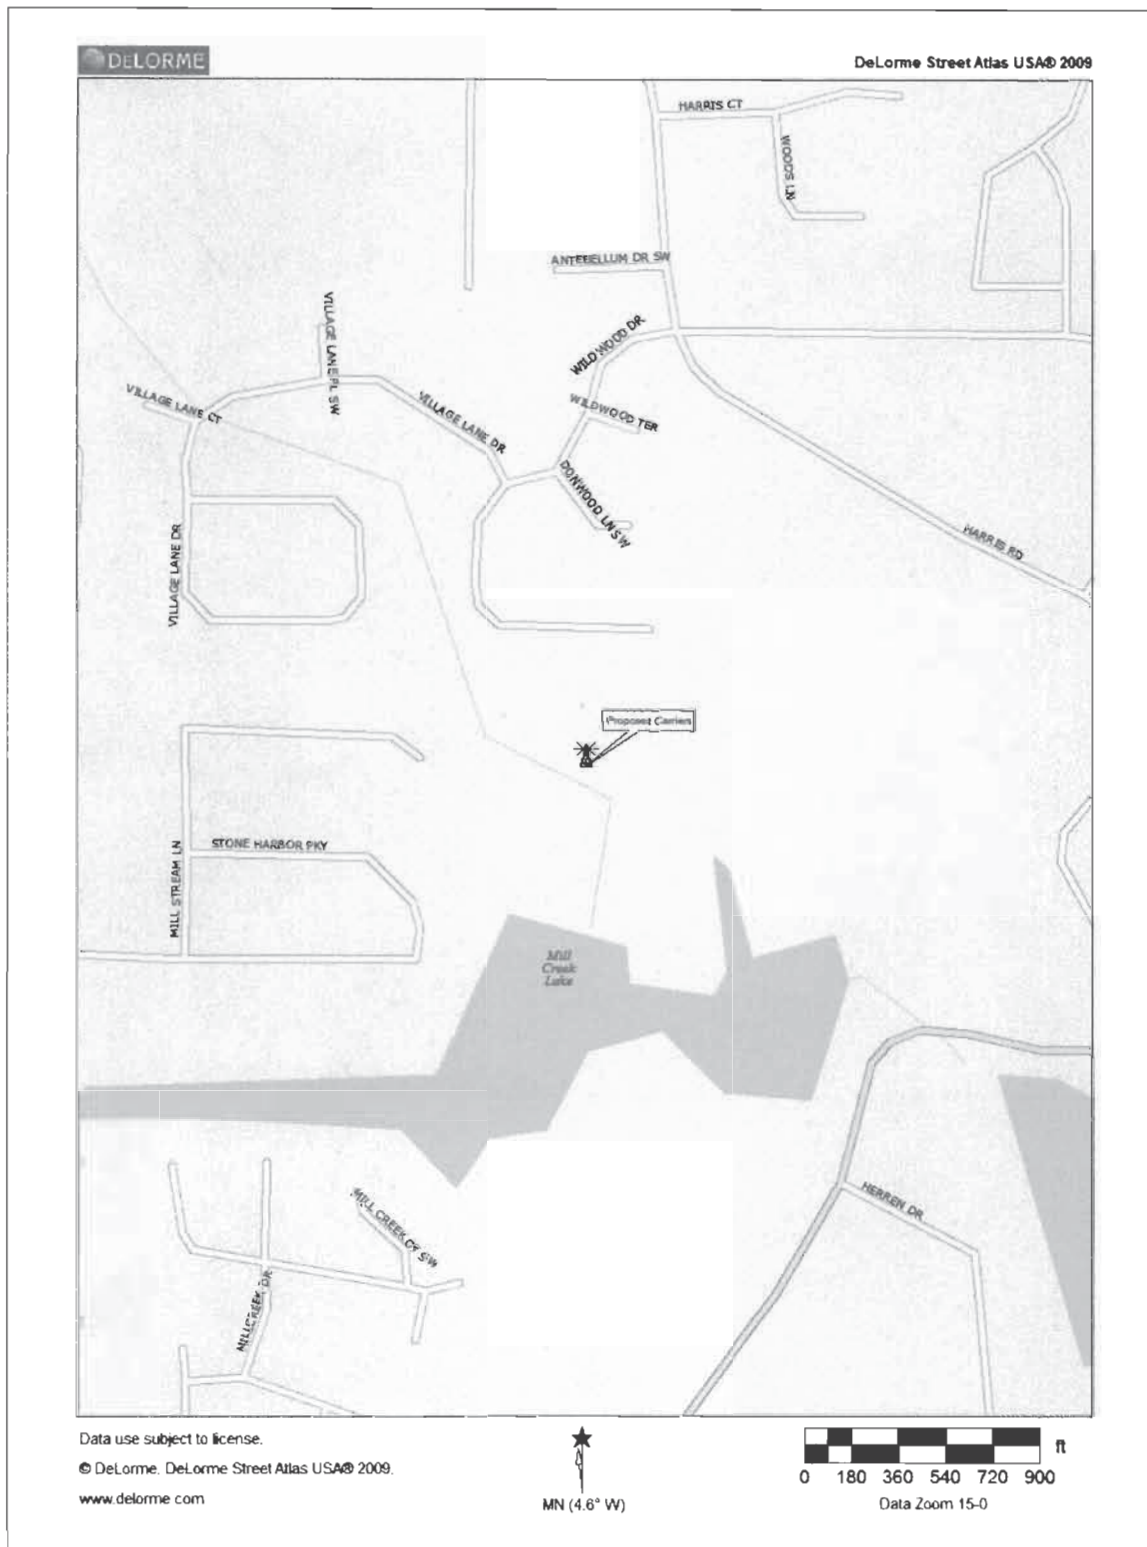 DELORME
DeLorme Street Atlas USA® 2009
HARRIS CT
WOODS LN
ANTEBELLUM DR SW
VILLAGE LANE PL SW
WILDWOOD DR
VILLAGE LANE CT
VILLAGE LANE DR
WILDWOOD TER
DONWOOD LN SW
VILLAGE LANE DR
HARRIS RD
Proposed Carriers
STONE HARBOR PKY
MILL STREAM LN
Mill
Creek
Lake
MILL CREEK CV SW
HERREN DR
MILLCREEK DR
Data use subject to license.
© DeLorme. DeLorme Street Atlas USA® 2009.
www.delorme.com
MN (4.6° W)
ft
0 180 360 540 720 900
Data Zoom 15-0